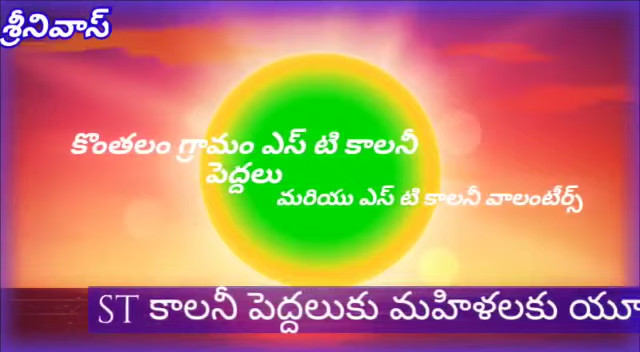 శ్రీనివాస్
కొంతలం గ్రామం ఎస్ టి కాలనీ
పెద్దలు
మరియు ఎస్ టి కాలనీ వాలంటీర్స్
ST కాలనీ పెద్దలుకు మహిళలకు యూ